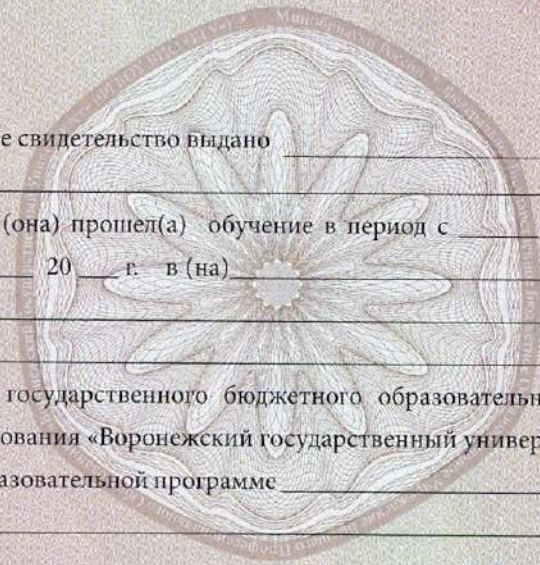 е свидетельство выдано
(она) прошел(а) обучение в период с
20 г. в (на)
государственного бюджетного образовательн
ования «Воронежский государственный универ
азовательной программе